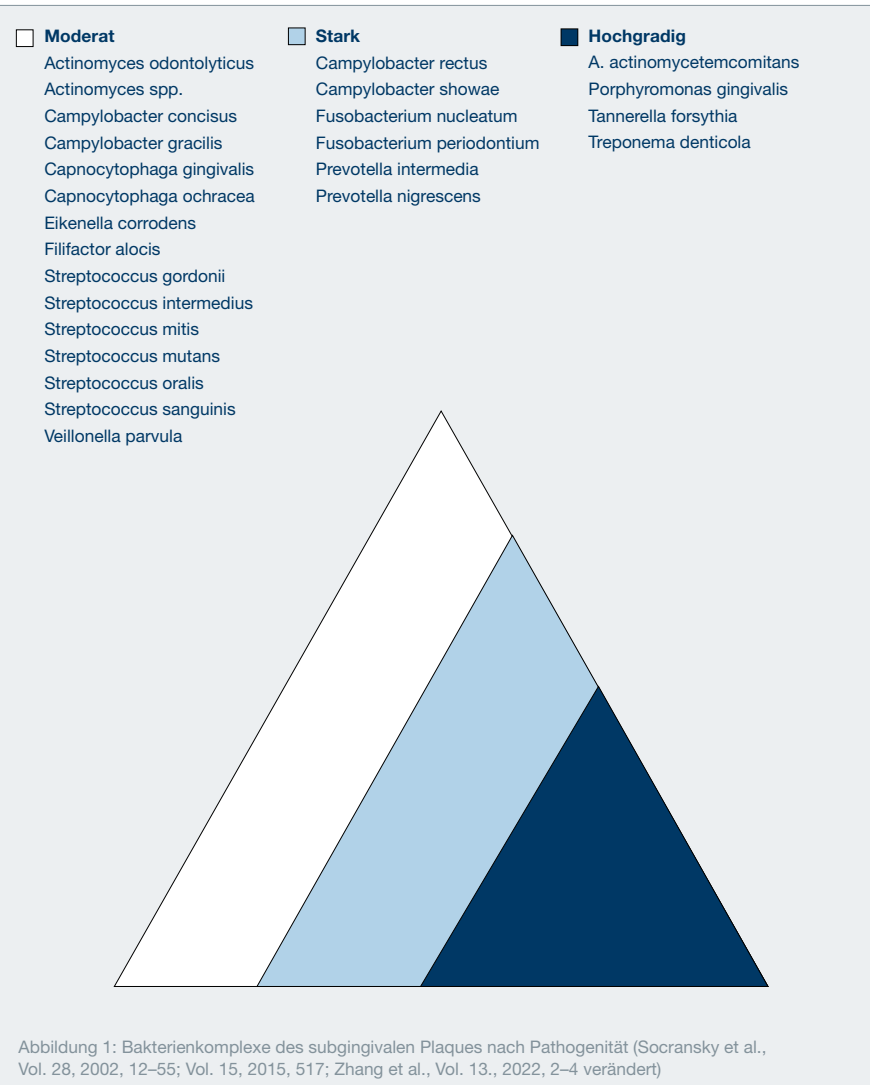 Moderat
Actinomyces odontolyticus
Actinomyces spp.
Campylobacter concisus
Campylobacter gracilis
Capnocytophaga gingivalis
Capnocytophaga ochracea
Eikenella corrodens
Filifactor alocis
Streptococcus gordonii
Streptococcus intermedius
Streptococcus mitis
Streptococcus mutans
Streptococcus oralis
Streptococcus sanguinis
Veillonella parvula
Stark
Campylobacter rectus
Campylobacter showae
Fusobacterium nucleatum
Fusobacterium periodontium
Prevotella intermedia
Prevotella nigrescens
Hochgradig
A. actinomycetemcomitans
Porphyromonas gingivalis
Tannerella forsythia
Treponema denticola
Abbildung 1: Bakterienkomplexe des subgingivalen Plaques nach Pathogenität (Socransky et al.,
Vol. 28, 2002, 12–55; Vol. 15, 2015, 517; Zhang et al., Vol. 13., 2022, 2–4 verändert)